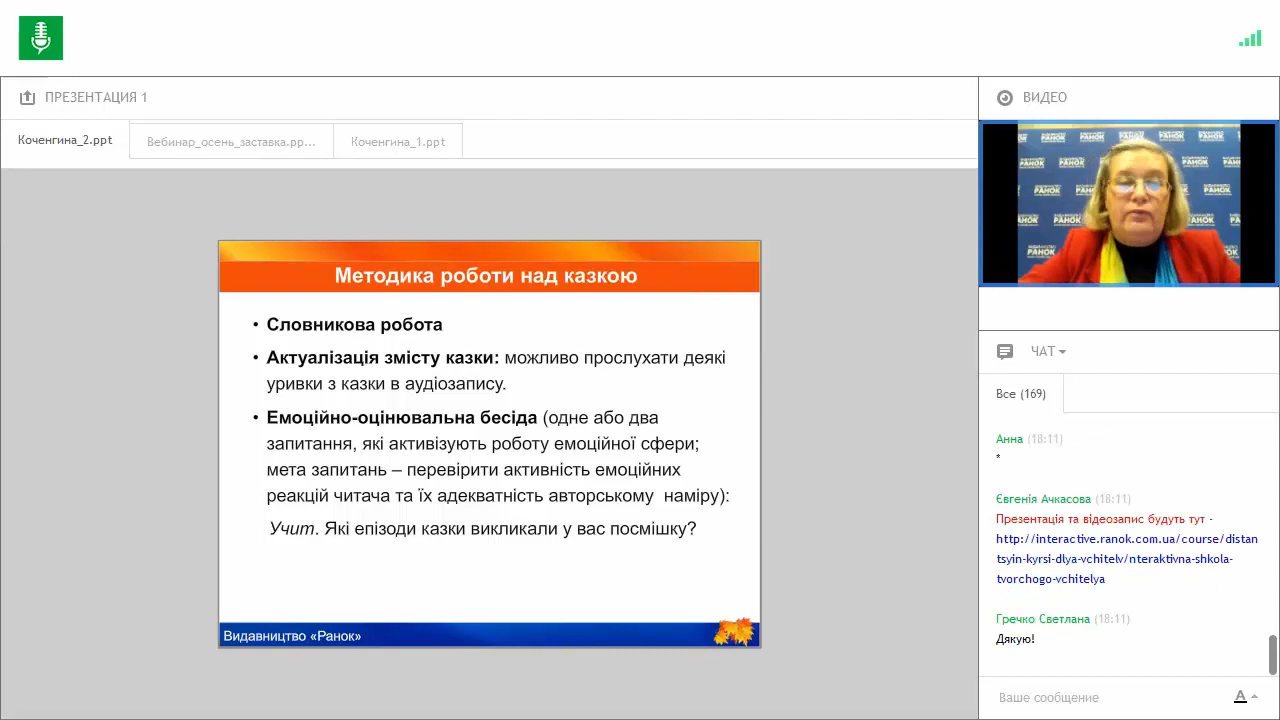 ПРЕЗЕНТАЦИЯ 1
Коченгина_2.ppt
Вебинар_осень_заставка.pp...
Коченгина_1.ppt
Методика роботи над казкою
• Словникова робота
• Актуалізація змісту казки: можливо прослухати деякі
уривки з казки в аудіозапису.
• Емоційно-оцінювальна бесіда (одне або два
запитання, які активізують роботу емоційної сфери;
мета запитань – перевірити активність емоційних
реакцій читача та їх адекватність авторському наміру):
Учит. Які епізоди казки викликали у вас посмішку?
Видавництво «Ранок»
ВИДЕО
РАНОК
ЧАТ
Все (169)
Анна (18:11)
*
Євгенія Ачкасова (18:11)
Презентація та відеозапис будуть тут -
http://interactive.ranok.com.ua/course/distan
tsyin-kyrsi-dlya-vchitelv/nteraktivna-shkola-
tvorchogo-vchitelya
Гречко Светлана (18:11)
Дякую!
Ваше сообщение
A